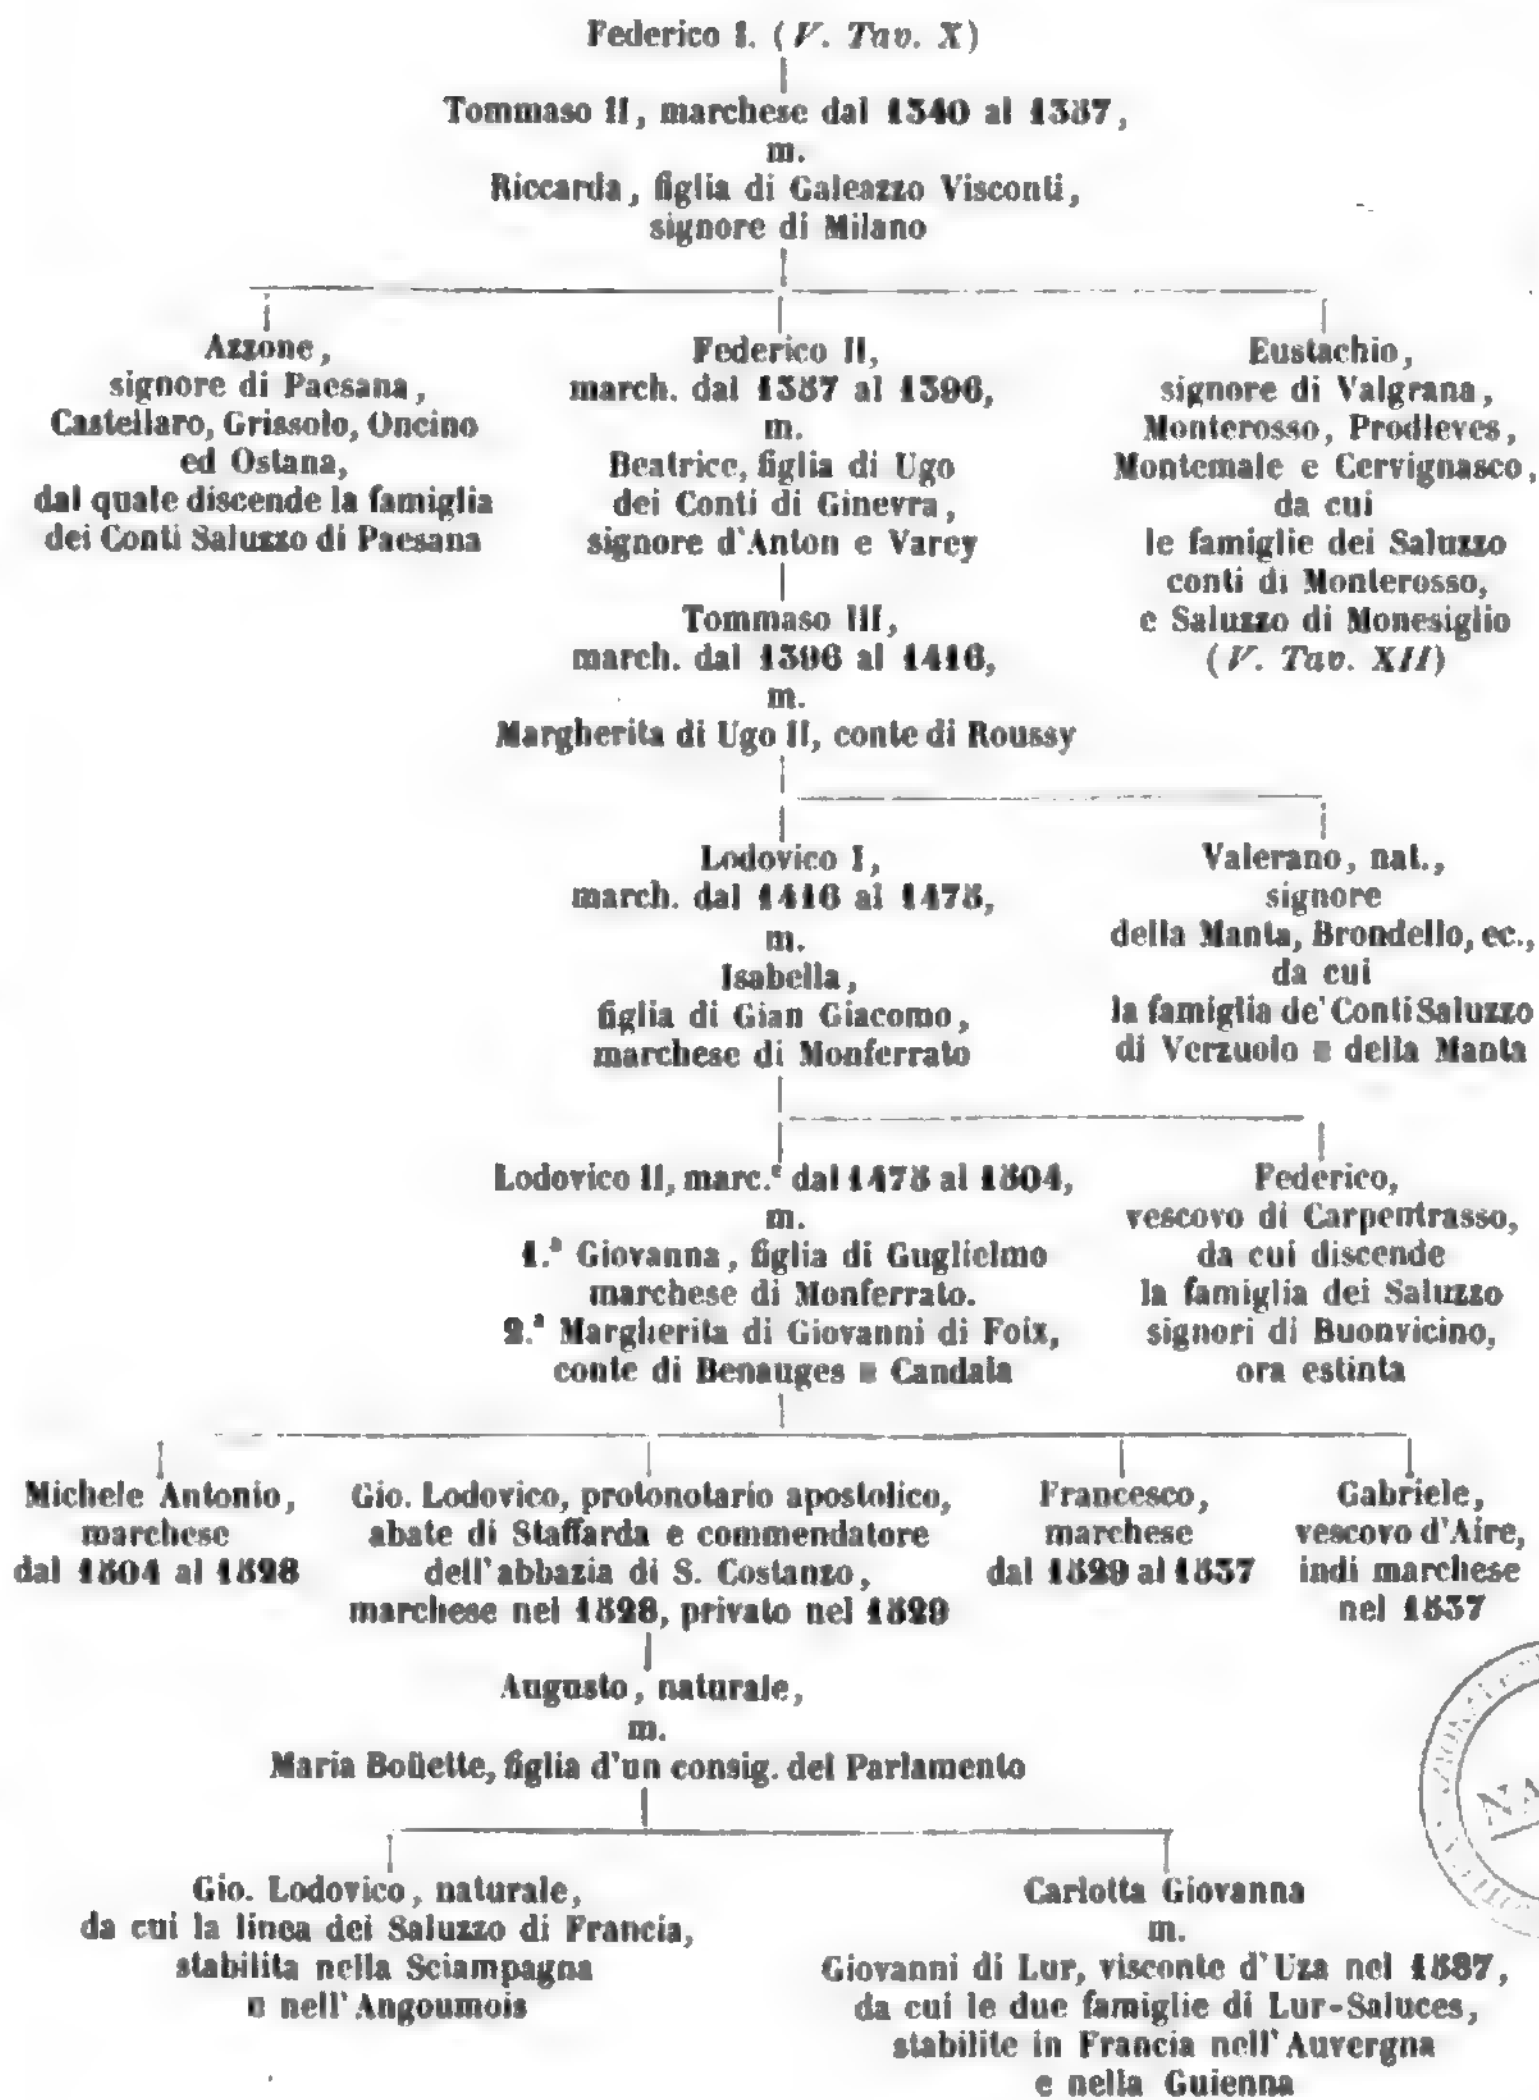 Federico I. (V. Tav. X)
Tommaso II, marchese dal 1340 al 1357,
m.
Riccarda, figlia di Galeazzo Visconti,
signore di Milano
Azzone,
signore di Paesana,
Castellaro, Grissolo, Oncino
ed Ostana,
dal quale discende la famiglia
dei Conti Saluzzo di Paesana
Federico II,
march. dal 1357 al 1396,
m.
Beatrice, figlia di Ugo
dei Conti di Ginevra,
signore d'Anton e Varey
Eustachio,
signore di Valgrana,
Monterosso, Prodleves,
Montemale e Cervignasco,
da cui
le famiglie dei Saluzzo
conti di Monterosso,
e Saluzzo di Monesiglio
(V. Tav. XII)
Tommaso III,
march. dal 1396 al 1416,
m.
Margherita di Ugo II, conte di Roussy
Lodovico I,
march. dal 1416 al 1475,
m.
Isabella,
figlia di Gian Giacomo,
marchese di Monferrato
Valerano, nat.,
signore
della Manta, Brondello, ec.,
da cui
la famiglia de' Conti Saluzzo
di Verzuolo e della Manta
Lodovico II, marc.e dal 1475 al 1504,
m.
1.a Giovanna, figlia di Guglielmo
marchese di Monferrato.
2.a Margherita di Giovanni di Foix,
conte di Benauges e Candala
Federico,
vescovo di Carpentrasso,
da cui discende
la famiglia dei Saluzzo
signori di Buonvicino,
ora estinta
Michele Antonio,
marchese
dal 1504 al 1528
Gio. Lodovico, protonotario apostolico,
abate di Staffarda e commendatore
dell'abbazia di S. Costanzo,
marchese nel 1528, privato nel 1529
Francesco,
marchese
dal 1529 al 1537
Gabriele,
vescovo d'Aire,
indi marchese
nel 1537
Augusto, naturale,
m.
Maria Boüette, figlia d'un consig. del Parlamento
Gio. Lodovico, naturale,
da cui la linea dei Saluzzo di Francia,
stabilita nella Sciampagna
e nell'Angoumois
Carlotta Giovanna
m.
Giovanni di Lur, visconte d'Uza nel 1587,
da cui le due famiglie di Lur-Saluces,
stabilite in Francia nell'Auvergna
e nella Guienna